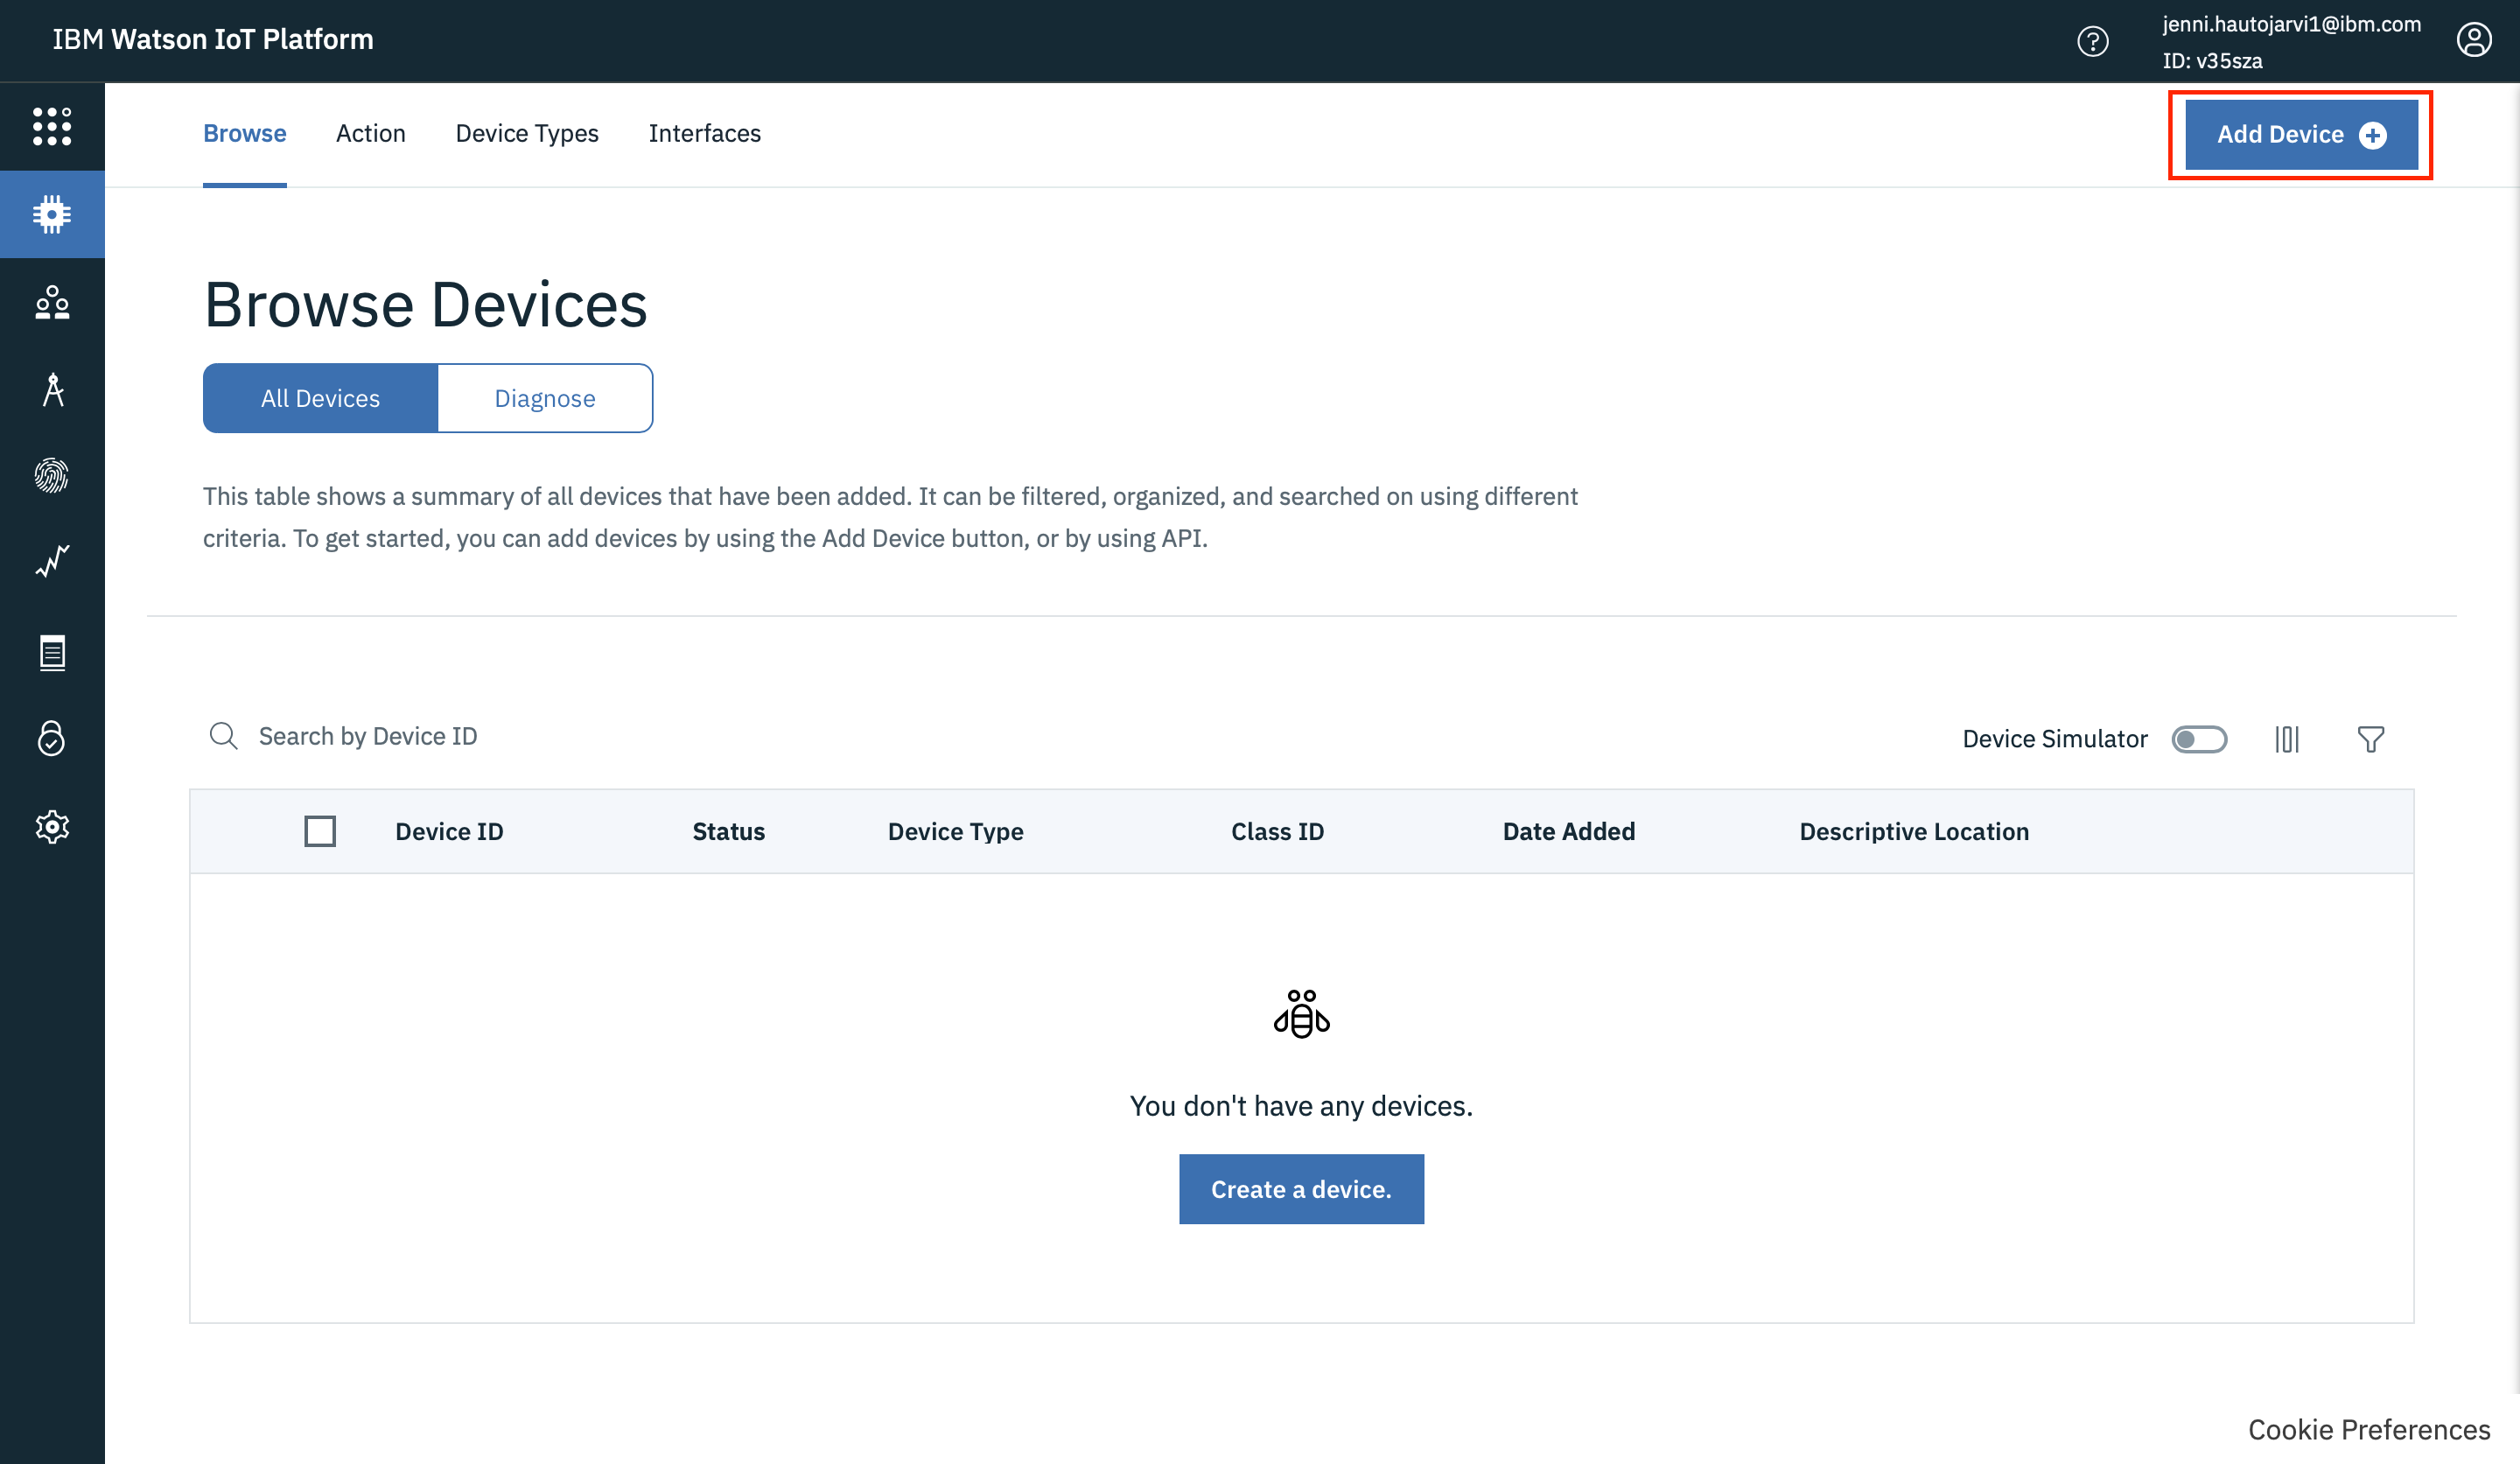 IBM Watson IoT Platform
jenni.hautojarvi1@ibm.com
ID: v35sza
Browse
Action
Device Types
Interfaces
Add Device
Browse Devices
All Devices
Diagnose
This table shows a summary of all devices that have been added. It can be filtered, organized, and searched on using different
criteria. To get started, you can add devices by using the Add Device button, or by using API.
Search by Device ID
Device Simulator
Device ID
Status
Device Type
Class ID
Date Added
Descriptive Location
You don't have any devices.
Create a device.
Cookie Preferences